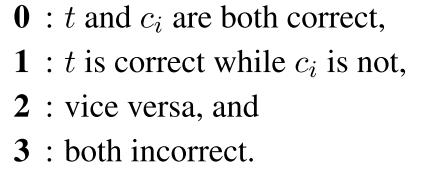 0 : t and c_i are both correct,
1 : t is correct while c_i is not,
2 : vice versa, and
3 : both incorrect.